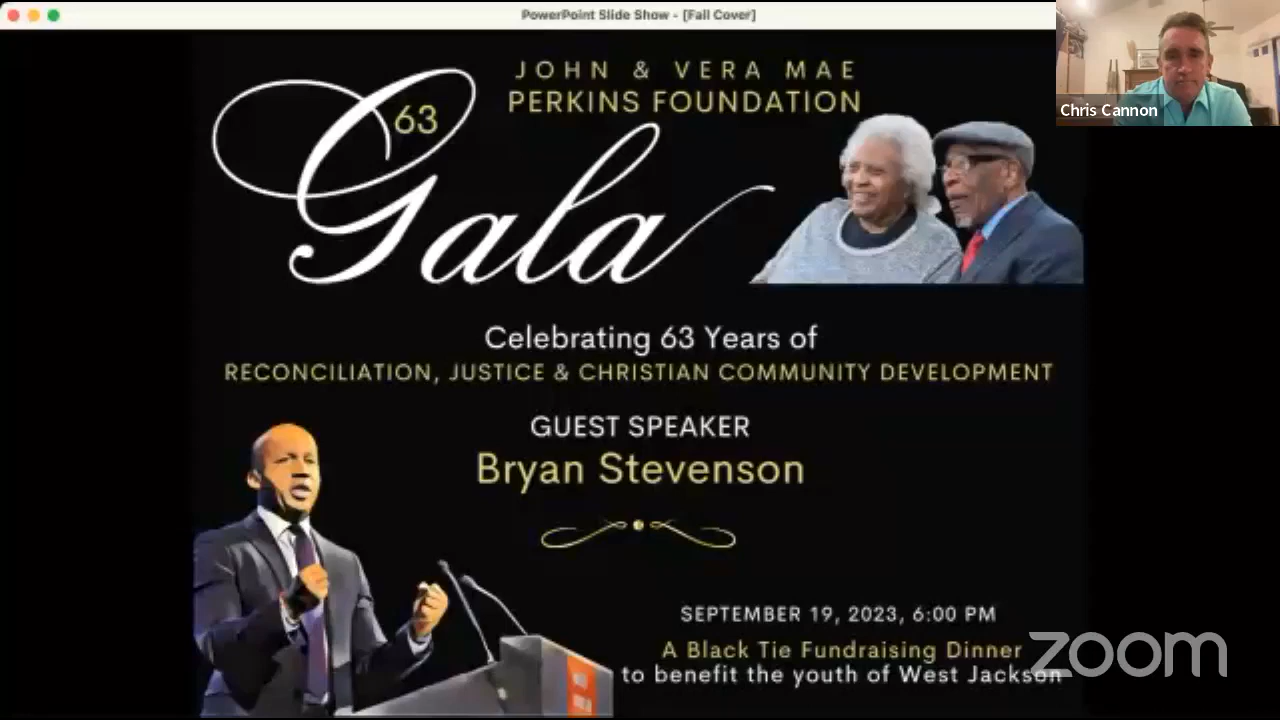 PowerPoint Slide Show - [Fall Cover]
Chris Cannon
JOHN & VERA MAE
PERKINS FOUNDATION
63
Gala
Celebrating 63 Years of
RECONCILIATION, JUSTICE & CHRISTIAN COMMUNITY DEVELOPMENT
GUEST SPEAKER
Bryan Stevenson
SEPTEMBER 19, 2023, 6:00 PM
A Black Tie Fundraising Dinner
to benefit the youth of West Jackson
zoom